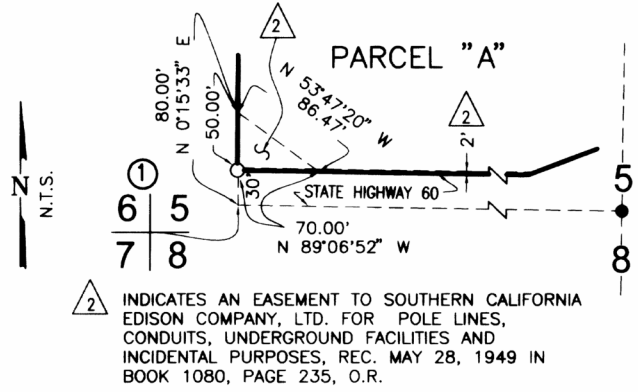 2
PARCEL "A"
80.00'
N 0°15'33" E
50.00'
N 53°47'20" W
86.47'
2
2'
N
N.T.S.
1
6 5
7 8
30'
STATE HIGHWAY 60
5
8
70.00'
N 89°06'52" W
2 INDICATES AN EASEMENT TO SOUTHERN CALIFORNIA
EDISON COMPANY, LTD. FOR POLE LINES,
CONDUITS, UNDERGROUND FACILITIES AND
INCIDENTAL PURPOSES, REC. MAY 28, 1949 IN
BOOK 1080, PAGE 235, O.R.